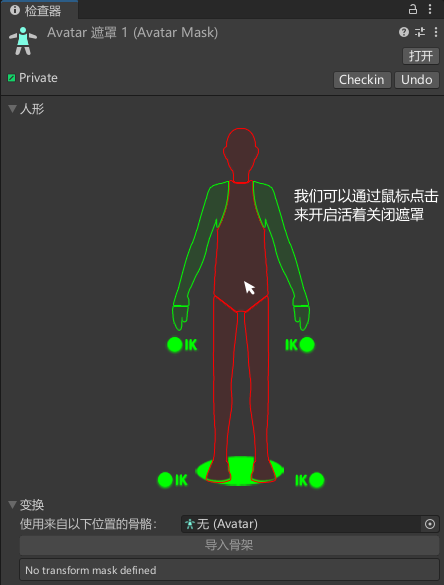 检查器
Avatar 遮罩 1 (Avatar Mask)
打开
Private
Checkin
Undo
人形
我们可以通过鼠标点击
来开启活着关闭遮罩
IK
IK
IK
IK
变换
使用来自以下位置的骨骼:
无 (Avatar)
导入骨架
No transform mask defined